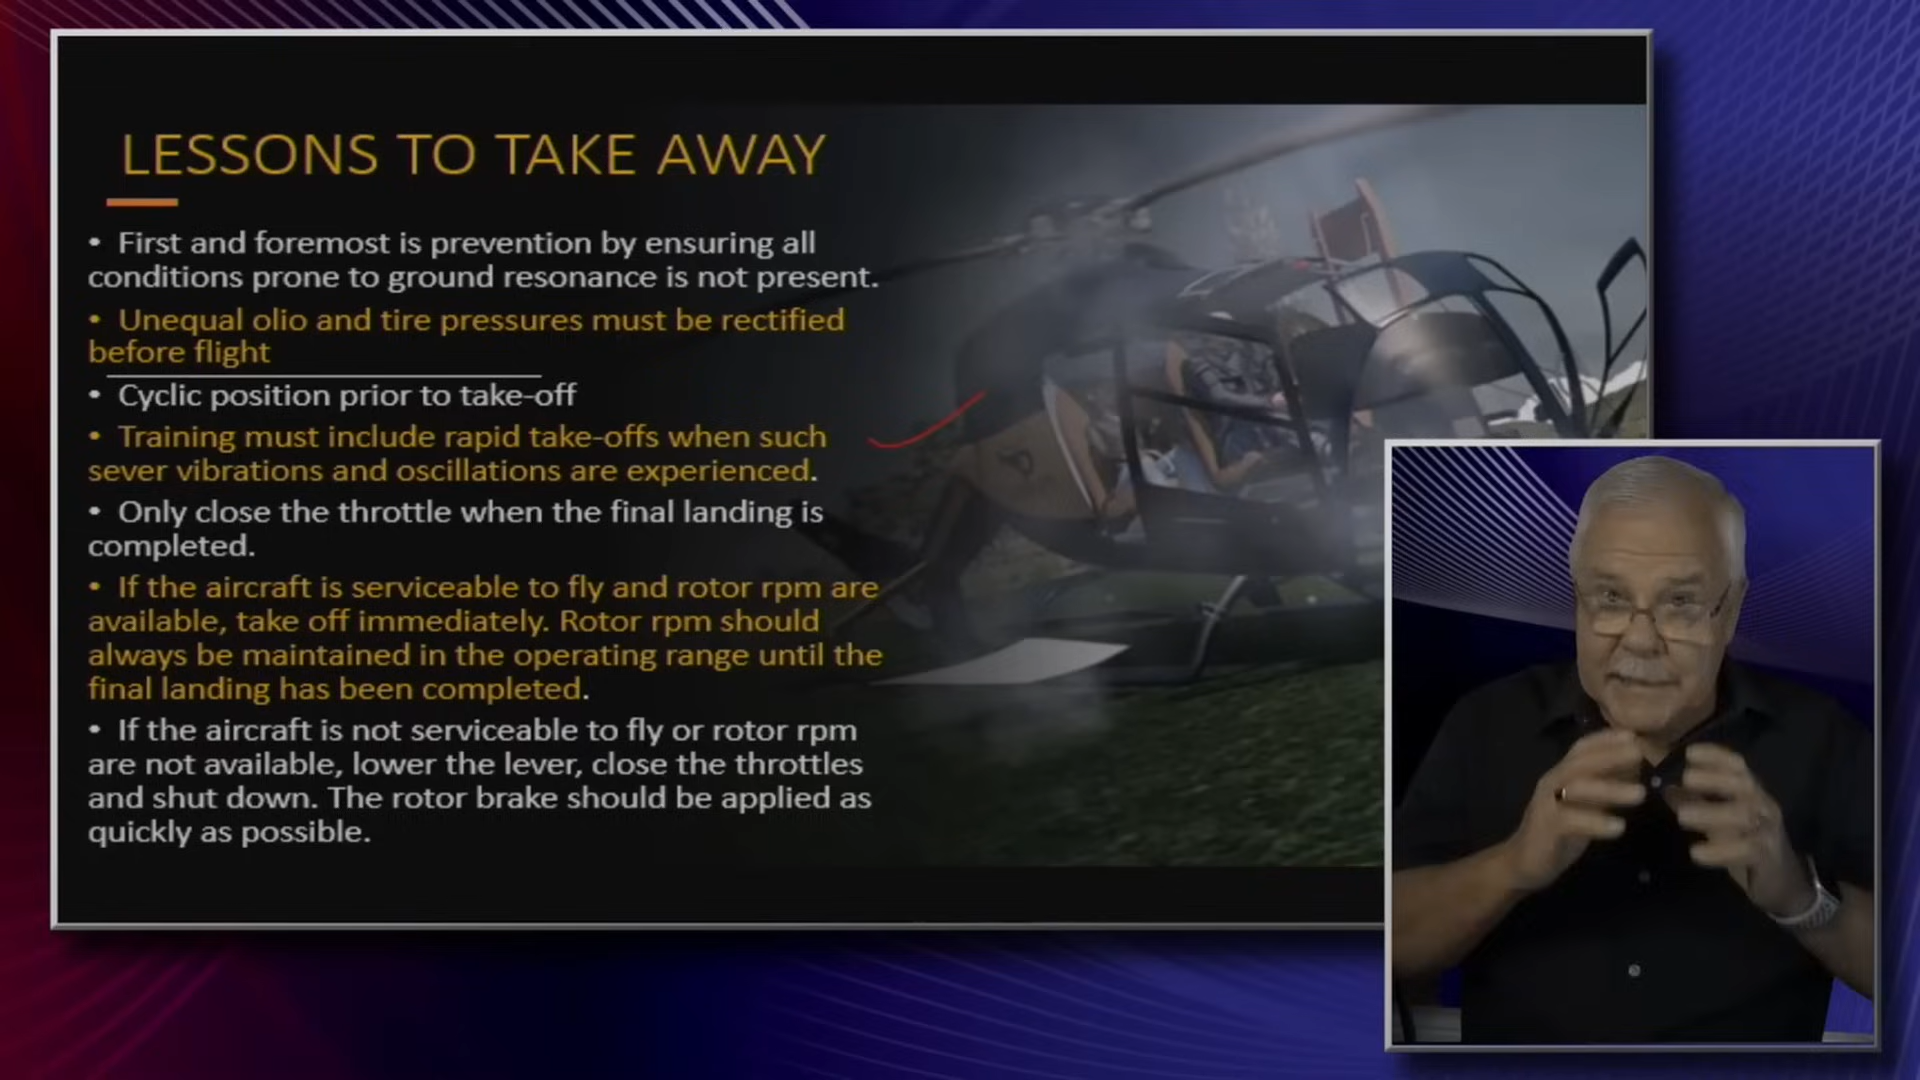 LESSONS TO TAKE AWAY
• First and foremost is prevention by ensuring all
conditions prone to ground resonance is not present.
• Unequal olio and tire pressures must be rectified
before flight
• Cyclic position prior to take-off
• Training must include rapid take-offs when such
sever vibrations and oscillations are experienced.
• Only close the throttle when the final landing is
completed.
• If the aircraft is serviceable to fly and rotor rpm are
available, take off immediately. Rotor rpm should
always be maintained in the operating range until the
final landing has been completed.
• If the aircraft is not serviceable to fly or rotor rpm
are not available, lower the lever, close the throttles
and shut down. The rotor brake should be applied as
quickly as possible.